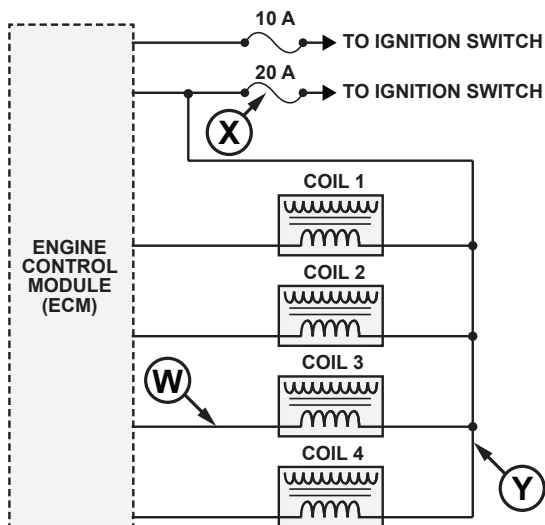 10 A
TO IGNITION SWITCH
20 A
TO IGNITION SWITCH
X
COIL 1
ENGINE
CONTROL
MODULE
(ECM)
COIL 2
W
COIL 3
COIL 4
Y